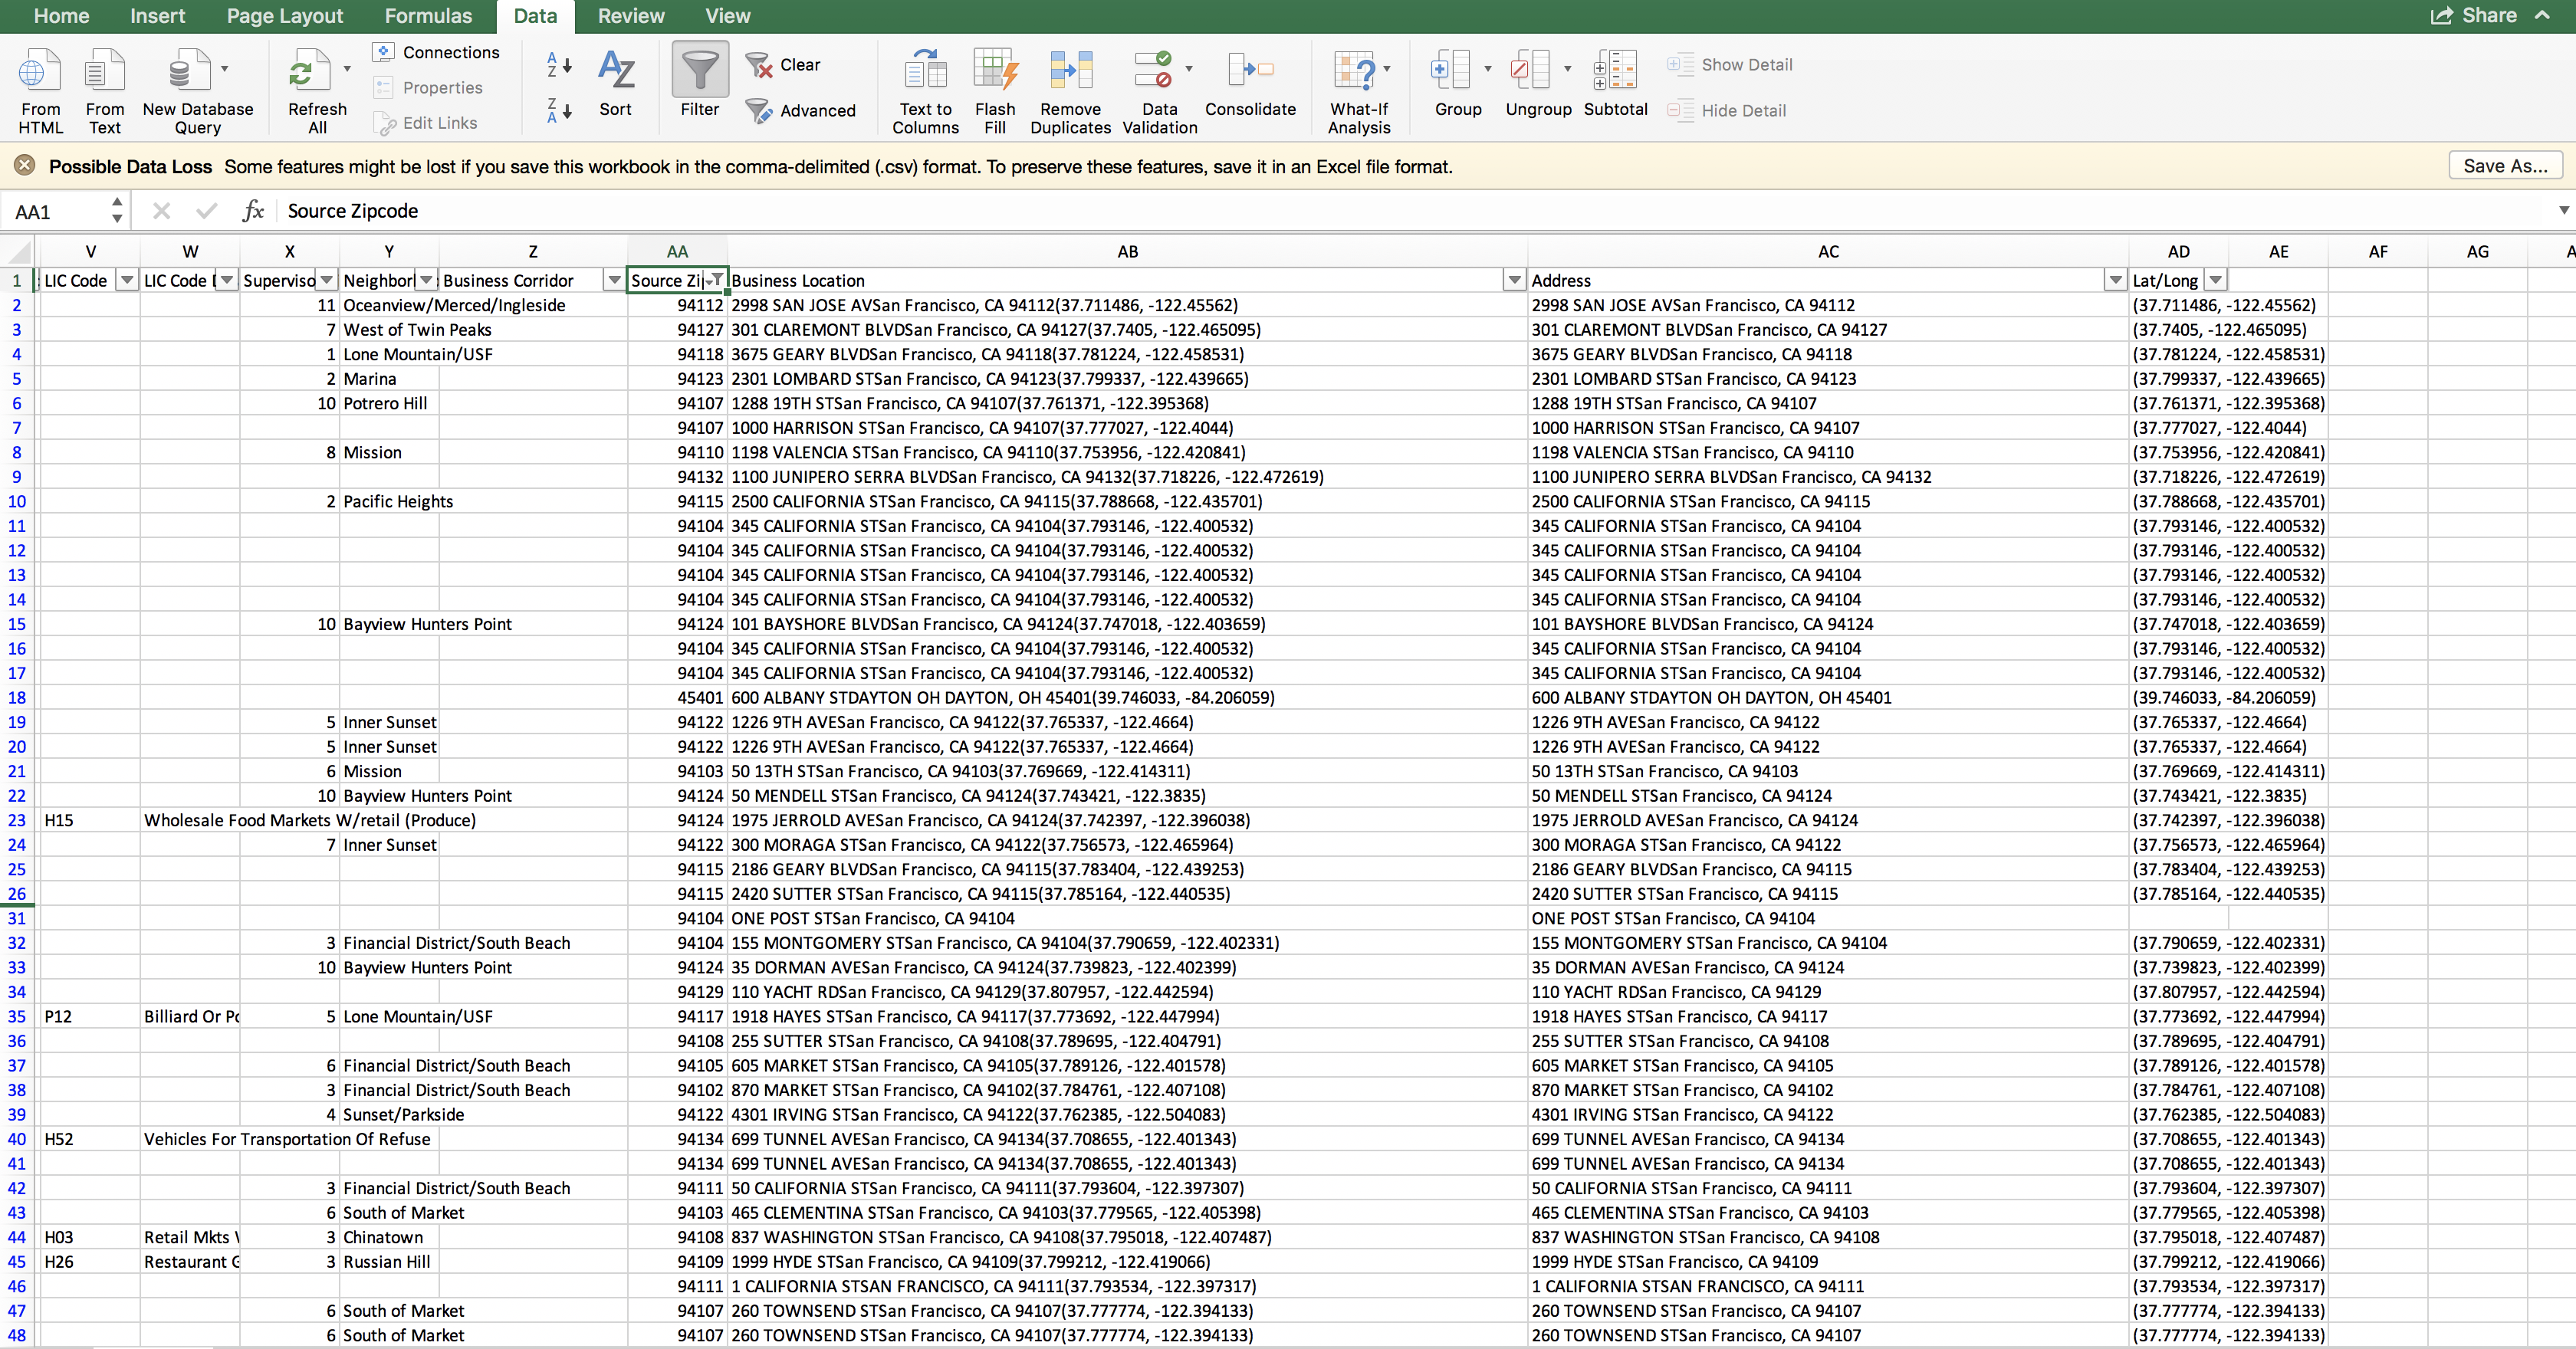 Home Insert Page Layout Formulas Data Review View Share
From HTML From Text New Database Query Refresh All Connections Properties Edit Links A Z Z A Sort Filter Clear Advanced Text to Columns Flash Fill Remove Duplicates Data Validation Consolidate What-If Analysis Group Ungroup Subtotal Show Detail Hide Detail
Possible Data Loss Some features might be lost if you save this workbook in the comma-delimited (.csv) format. To preserve these features, save it in an Excel file format. Save As...
AA1 fx Source Zipcode
V W X Y Z AA AB AC AD AE AF AG A
1 LIC Code LIC Code Superviso Neighbor Business Corridor Source Zi Business Location Address Lat/Long
2 11 Oceanview/Merced/Ingleside 94112 2998 SAN JOSE AVSan Francisco, CA 94112(37.711486, -122.45562) 2998 SAN JOSE AVSan Francisco, CA 94112 (37.711486, -122.45562)
3 7 West of Twin Peaks 94127 301 CLAREMONT BLVDSan Francisco, CA 94127(37.7405, -122.465095) 301 CLAREMONT BLVDSan Francisco, CA 94127 (37.7405, -122.465095)
4 1 Lone Mountain/USF 94118 3675 GEARY BLVDSan Francisco, CA 94118(37.781224, -122.458531) 3675 GEARY BLVDSan Francisco, CA 94118 (37.781224, -122.458531)
5 2 Marina 94123 2301 LOMBARD STSan Francisco, CA 94123(37.799337, -122.439665) 2301 LOMBARD STSan Francisco, CA 94123 (37.799337, -122.439665)
6 10 Potrero Hill 94107 1288 19TH STSan Francisco, CA 94107(37.761371, -122.395368) 1288 19TH STSan Francisco, CA 94107 (37.761371, -122.395368)
7 94107 1000 HARRISON STSan Francisco, CA 94107(37.777027, -122.4044) 1000 HARRISON STSan Francisco, CA 94107 (37.777027, -122.4044)
8 8 Mission 94110 1198 VALENCIA STSan Francisco, CA 94110(37.753956, -122.420841) 1198 VALENCIA STSan Francisco, CA 94110 (37.753956, -122.420841)
9 94132 1100 JUNIPERO SERRA BLVDSan Francisco, CA 94132(37.718226, -122.472619) 1100 JUNIPERO SERRA BLVDSan Francisco, CA 94132 (37.718226, -122.472619)
10 2 Pacific Heights 94115 2500 CALIFORNIA STSan Francisco, CA 94115(37.788668, -122.435701) 2500 CALIFORNIA STSan Francisco, CA 94115 (37.788668, -122.435701)
11 94104 345 CALIFORNIA STSan Francisco, CA 94104(37.793146, -122.400532) 345 CALIFORNIA STSan Francisco, CA 94104 (37.793146, -122.400532)
12 94104 345 CALIFORNIA STSan Francisco, CA 94104(37.793146, -122.400532) 345 CALIFORNIA STSan Francisco, CA 94104 (37.793146, -122.400532)
13 94104 345 CALIFORNIA STSan Francisco, CA 94104(37.793146, -122.400532) 345 CALIFORNIA STSan Francisco, CA 94104 (37.793146, -122.400532)
14 94104 345 CALIFORNIA STSan Francisco, CA 94104(37.793146, -122.400532) 345 CALIFORNIA STSan Francisco, CA 94104 (37.793146, -122.400532)
15 10 Bayview Hunters Point 94124 101 BAYSHORE BLVDSan Francisco, CA 94124(37.747018, -122.403659) 101 BAYSHORE BLVDSan Francisco, CA 94124 (37.747018, -122.403659)
16 94104 345 CALIFORNIA STSan Francisco, CA 94104(37.793146, -122.400532) 345 CALIFORNIA STSan Francisco, CA 94104 (37.793146, -122.400532)
17 94104 345 CALIFORNIA STSan Francisco, CA 94104(37.793146, -122.400532) 345 CALIFORNIA STSan Francisco, CA 94104 (37.793146, -122.400532)
18 45401 600 ALBANY STDAYTON OH DAYTON, OH 45401(39.746033, -84.206059) 600 ALBANY STDAYTON OH DAYTON, OH 45401 (39.746033, -84.206059)
19 5 Inner Sunset 94122 1226 9TH AVESan Francisco, CA 94122(37.765337, -122.4664) 1226 9TH AVESan Francisco, CA 94122 (37.765337, -122.4664)
20 5 Inner Sunset 94122 1226 9TH AVESan Francisco, CA 94122(37.765337, -122.4664) 1226 9TH AVESan Francisco, CA 94122 (37.765337, -122.4664)
21 6 Mission 94103 50 13TH STSan Francisco, CA 94103(37.769669, -122.414311) 50 13TH STSan Francisco, CA 94103 (37.769669, -122.414311)
22 10 Bayview Hunters Point 94124 50 MENDELL STSan Francisco, CA 94124(37.743421, -122.3835) 50 MENDELL STSan Francisco, CA 94124 (37.743421, -122.3835)
23 H15 Wholesale Food Markets W/retail (Produce) 94124 1975 JERROLD AVESan Francisco, CA 94124(37.742397, -122.396038) 1975 JERROLD AVESan Francisco, CA 94124 (37.742397, -122.396038)
24 7 Inner Sunset 94122 300 MORAGA STSan Francisco, CA 94122(37.756573, -122.465964) 300 MORAGA STSan Francisco, CA 94122 (37.756573, -122.465964)
25 94115 2186 GEARY BLVDSan Francisco, CA 94115(37.783404, -122.439253) 2186 GEARY BLVDSan Francisco, CA 94115 (37.783404, -122.439253)
26 94115 2420 SUTTER STSan Francisco, CA 94115(37.785164, -122.440535) 2420 SUTTER STSan Francisco, CA 94115 (37.785164, -122.440535)
31 94104 ONE POST STSan Francisco, CA 94104 ONE POST STSan Francisco, CA 94104
32 3 Financial District/South Beach 94104 155 MONTGOMERY STSan Francisco, CA 94104(37.790659, -122.402331) 155 MONTGOMERY STSan Francisco, CA 94104 (37.790659, -122.402331)
33 10 Bayview Hunters Point 94124 35 DORMAN AVESan Francisco, CA 94124(37.739823, -122.402399) 35 DORMAN AVESan Francisco, CA 94124 (37.739823, -122.402399)
34 94129 110 YACHT RDSan Francisco, CA 94129(37.807957, -122.442594) 110 YACHT RDSan Francisco, CA 94129 (37.807957, -122.442594)
35 P12 Billiard Or Po 5 Lone Mountain/USF 94117 1918 HAYES STSan Francisco, CA 94117(37.773692, -122.447994) 1918 HAYES STSan Francisco, CA 94117 (37.773692, -122.447994)
36 94108 255 SUTTER STSan Francisco, CA 94108(37.789695, -122.404791) 255 SUTTER STSan Francisco, CA 94108 (37.789695, -122.404791)
37 6 Financial District/South Beach 94105 605 MARKET STSan Francisco, CA 94105(37.789126, -122.401578) 605 MARKET STSan Francisco, CA 94105 (37.789126, -122.401578)
38 3 Financial District/South Beach 94102 870 MARKET STSan Francisco, CA 94102(37.784761, -122.407108) 870 MARKET STSan Francisco, CA 94102 (37.784761, -122.407108)
39 4 Sunset/Parkside 94122 4301 IRVING STSan Francisco, CA 94122(37.762385, -122.504083) 4301 IRVING STSan Francisco, CA 94122 (37.762385, -122.504083)
40 H52 Vehicles For Transportation Of Refuse 94134 699 TUNNEL AVESan Francisco, CA 94134(37.708655, -122.401343) 699 TUNNEL AVESan Francisco, CA 94134 (37.708655, -122.401343)
41 94134 699 TUNNEL AVESan Francisco, CA 94134(37.708655, -122.401343) 699 TUNNEL AVESan Francisco, CA 94134 (37.708655, -122.401343)
42 3 Financial District/South Beach 94111 50 CALIFORNIA STSan Francisco, CA 94111(37.793604, -122.397307) 50 CALIFORNIA STSan Francisco, CA 94111 (37.793604, -122.397307)
43 6 South of Market 94103 465 CLEMENTINA STSan Francisco, CA 94103(37.779565, -122.405398) 465 CLEMENTINA STSan Francisco, CA 94103 (37.779565, -122.405398)
44 H03 Retail Mkts 3 Chinatown 94108 837 WASHINGTON STSan Francisco, CA 94108(37.795018, -122.407487) 837 WASHINGTON STSan Francisco, CA 94108 (37.795018, -122.407487)
45 H26 Restaurant 3 Russian Hill 94109 1999 HYDE STSan Francisco, CA 94109(37.799212, -122.419066) 1999 HYDE STSan Francisco, CA 94109 (37.799212, -122.419066)
46 94111 1 CALIFORNIA STSAN FRANCISCO, CA 94111(37.793534, -122.397317) 1 CALIFORNIA STSAN FRANCISCO, CA 94111 (37.793534, -122.397317)
47 6 South of Market 94107 260 TOWNSEND STSan Francisco, CA 94107(37.777774, -122.394133) 260 TOWNSEND STSan Francisco, CA 94107 (37.777774, -122.394133)
48 6 South of Market 94107 260 TOWNSEND STSan Francisco, CA 94107(37.777774, -122.394133) 260 TOWNSEND STSan Francisco, CA 94107 (37.777774, -122.394133)